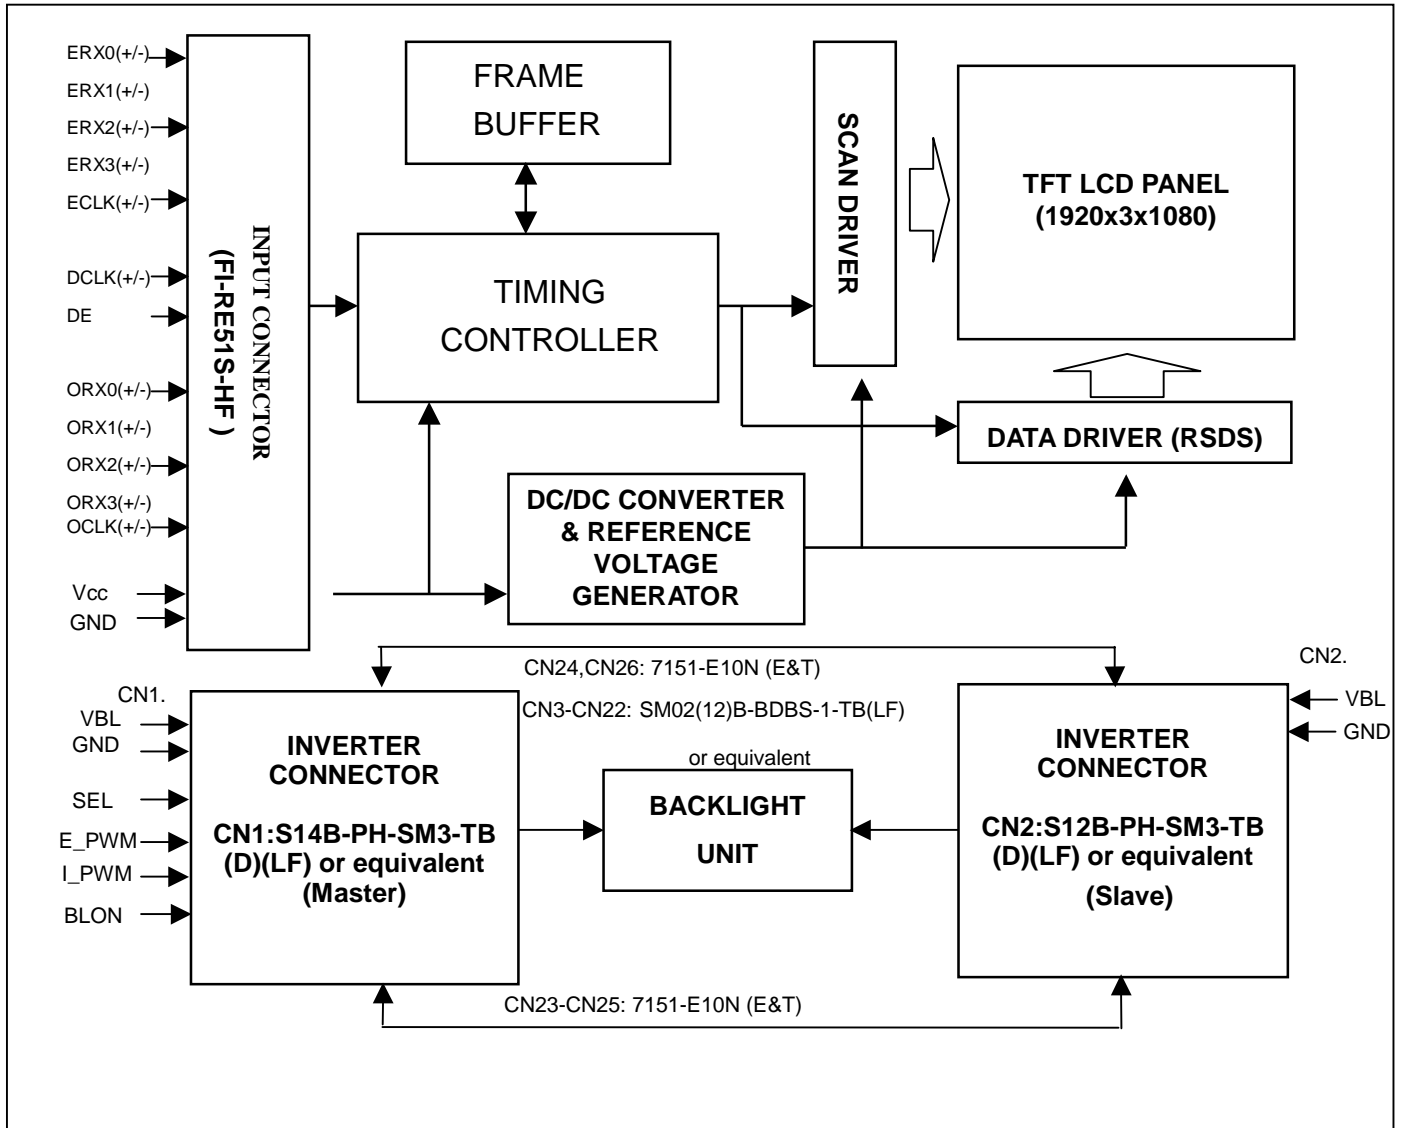 ERX0(+/-)
ERX1(+/-)
ERX2(+/-)
ERX3(+/-)
ECLK(+/-)
DCLK(+/-)
DE
ORX0(+/-)
ORX1(+/-)
ORX2(+/-)
ORX3(+/-)
OCLK(+/-)
Vcc
GND
INPUT CONNECTOR
(FI-RE51S-HF )
FRAME
BUFFER
TIMING
CONTROLLER
SCAN DRIVER
TFT LCD PANEL
(1920x3x1080)
DATA DRIVER (RSDS)
DC/DC CONVERTER
& REFERENCE
VOLTAGE
GENERATOR
CN24,CN26: 7151-E10N (E&T)
CN3-CN22: SM02(12)B-BDBS-1-TB(LF)
or equivalent
CN1.
VBL
GND
SEL
E_PWM
I_PWM
BLON
INVERTER
CONNECTOR
CN1:S14B-PH-SM3-TB
(D)(LF) or equivalent
(Master)
BACKLIGHT
UNIT
INVERTER
CONNECTOR
CN2:S12B-PH-SM3-TB
(D)(LF) or equivalent
(Slave)
CN2.
VBL
GND
CN23-CN25: 7151-E10N (E&T)